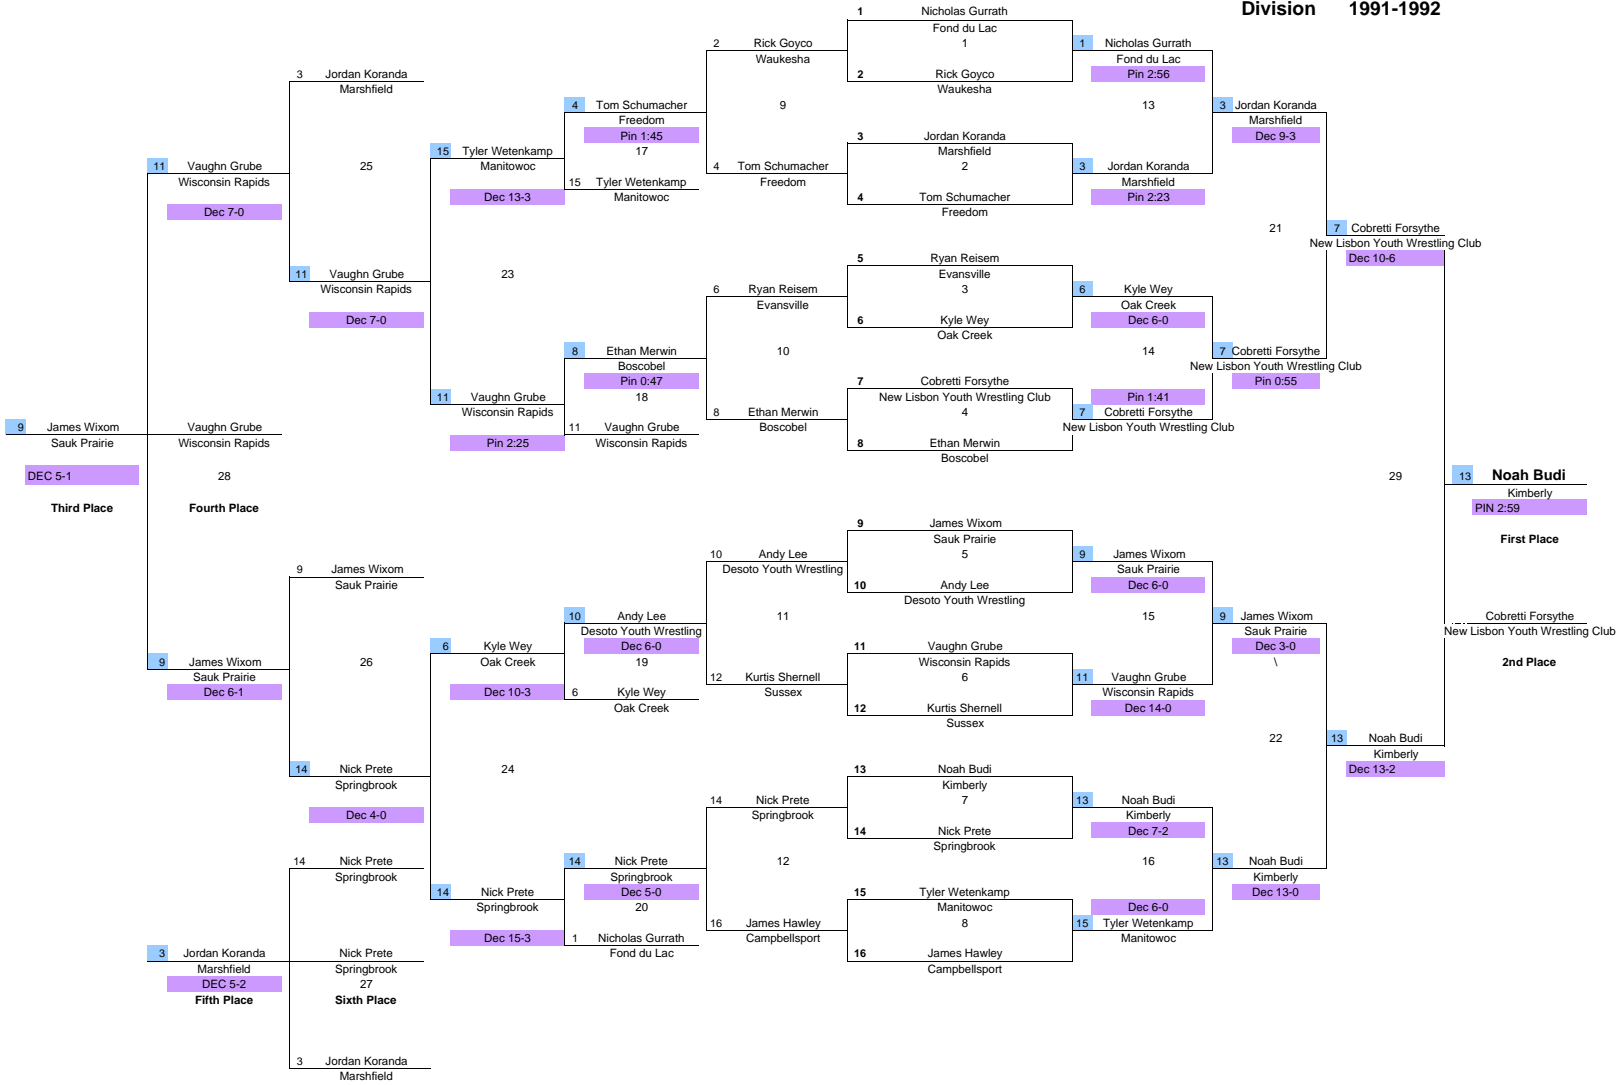 Division 1991-1992
1 Nicholas Gurrath
Fond du Lac
2 Rick Goyco 1 1 Nicholas Gurrath
Waukesha Fond du Lac
3 Jordan Koranda 2 Rick Goyco Pin 2:56
Marshfield Waukesha
4 Tom Schumacher 9 13 3 Jordan Koranda
Freedom Marshfield
Pin 1:45 3 Jordan Koranda Dec 9-3
15 Tyler Wetenkamp 17 Marshfield
11 Vaughn Grube 25 Manitowoc 4 Tom Schumacher 2 3 Jordan Koranda
Wisconsin Rapids 15 Tyler Wetenkamp Freedom Marshfield
Dec 13-3 Manitowoc 4 Tom Schumacher Pin 2:23
Dec 7-0 Freedom
21 7 Cobretti Forsythe
New Lisbon Youth Wrestling Club
5 Ryan Reisem Dec 10-6
11 Vaughn Grube 23 Evansville
Wisconsin Rapids 6 Ryan Reisem 3 6 Kyle Wey
Evansville Oak Creek
Dec 7-0 6 Kyle Wey Dec 6-0
Oak Creek
8 Ethan Merwin 10 14 7 Cobretti Forsythe
Boscobel New Lisbon Youth Wrestling Club
Pin 0:47 7 Cobretti Forsythe Pin 0:55
11 Vaughn Grube 18 New Lisbon Youth Wrestling Club Pin 1:41
Wisconsin Rapids 8 Ethan Merwin 4 7 Cobretti Forsythe
9 James Wixom Vaughn Grube 11 Vaughn Grube Boscobel New Lisbon Youth Wrestling Club
Sauk Prairie Wisconsin Rapids Pin 2:25 Wisconsin Rapids 8 Ethan Merwin
Boscobel
DEC 5-1 28 29 13 Noah Budi
Kimberly
Third Place Fourth Place PIN 2:59
9 James Wixom
Sauk Prairie First Place
10 Andy Lee 5 9 James Wixom
9 James Wixom Desoto Youth Wrestling Sauk Prairie
Sauk Prairie 10 Andy Lee Dec 6-0
Desoto Youth Wrestling
10 Andy Lee 11 15 9 James Wixom Cobretti Forsythe
Desoto Youth Wrestling Sauk Prairie New Lisbon Youth Wrestling Club
6 Kyle Wey Dec 6-0 11 Vaughn Grube Dec 3-0
9 James Wixom 26 Oak Creek 19 Wisconsin Rapids \ 2nd Place
Sauk Prairie 12 Kurtis Shernell 6 11 Vaughn Grube
Dec 6-1 Dec 10-3 6 Kyle Wey Sussex Wisconsin Rapids
Oak Creek 12 Kurtis Shernell Dec 14-0
Sussex
22 13 Noah Budi
Kimberly
14 Nick Prete 24 13 Noah Budi Dec 13-2
Springbrook Kimberly
14 Nick Prete 7 13 Noah Budi
Dec 4-0 Springbrook Kimberly
14 Nick Prete Dec 7-2
Springbrook
14 Nick Prete 14 Nick Prete 12 16 13 Noah Budi
Springbrook Springbrook Kimberly
14 Nick Prete Dec 5-0 15 Tyler Wetenkamp Dec 13-0
Springbrook 20 Manitowoc Dec 6-0
16 James Hawley 8 15 Tyler Wetenkamp
Dec 15-3 1 Nicholas Gurrath Campbellsport Manitowoc
3 Jordan Koranda Nick Prete Fond du Lac 16 James Hawley
Marshfield Springbrook Campbellsport
DEC 5-2 27
Fifth Place Sixth Place
3 Jordan Koranda
Marshfield